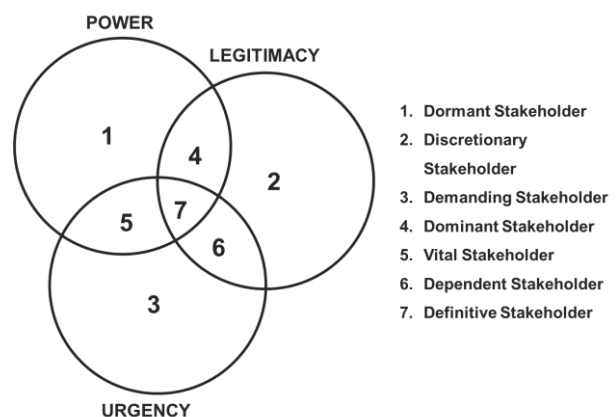 POWER
LEGITIMACY
1
4
2
5
7
6
3
URGENCY
1. Dormant Stakeholder
2. Discretionary
Stakeholder
3. Demanding Stakeholder
4. Dominant Stakeholder
5. Vital Stakeholder
6. Dependent Stakeholder
7. Definitive Stakeholder